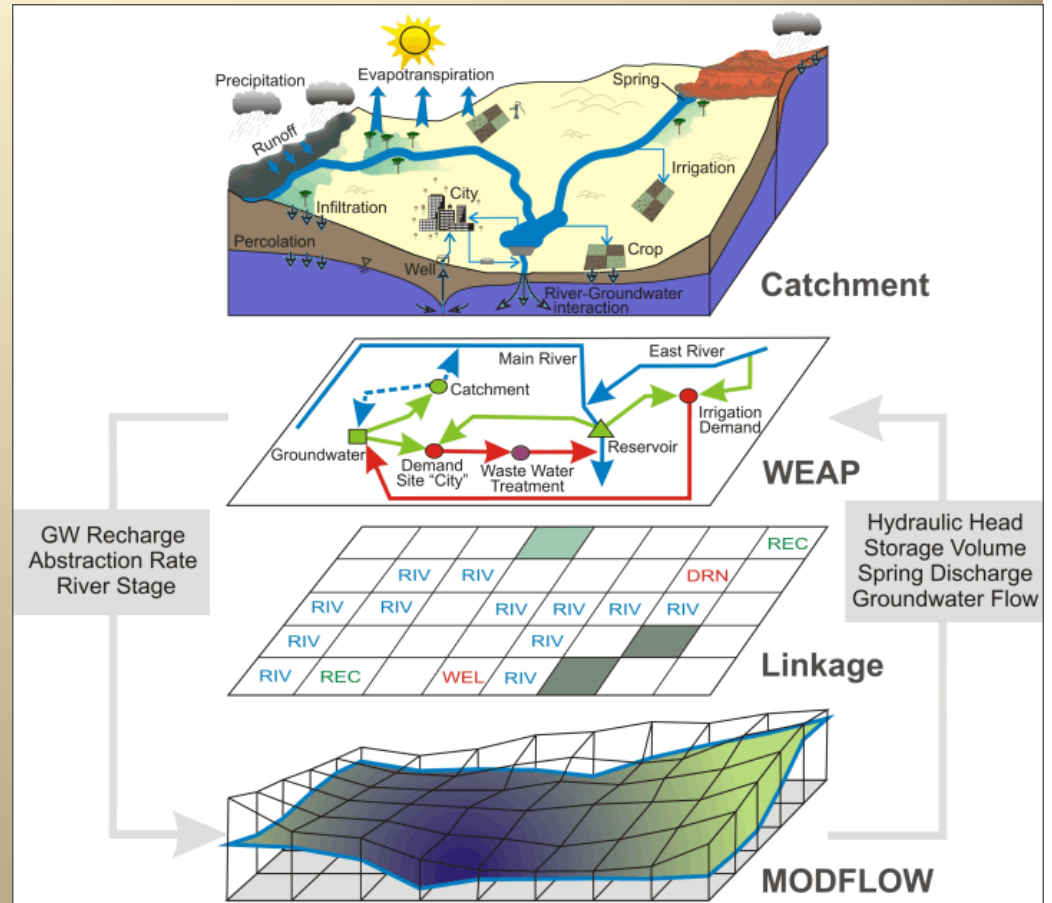 Precipitation
Evapotranspiration
Spring
Runoff
Irrigation
City
Infiltration
Percolation
Crop
Well
River-Groundwater
interaction
Catchment
Main River
East River
Catchment
Irrigation
Demand
Reservoir
Groundwater
Demand
Site "City"
Waste Water
Treatment
WEAP
GW Recharge
Abstraction Rate
River Stage
Hydraulic Head
Storage Volume
Spring Discharge
Groundwater Flow
REC
RIV RIV DRN
RIV RIV RIV RIV RIV RIV
RIV RIV
RIV REC WEL RIV
Linkage
MODFLOW